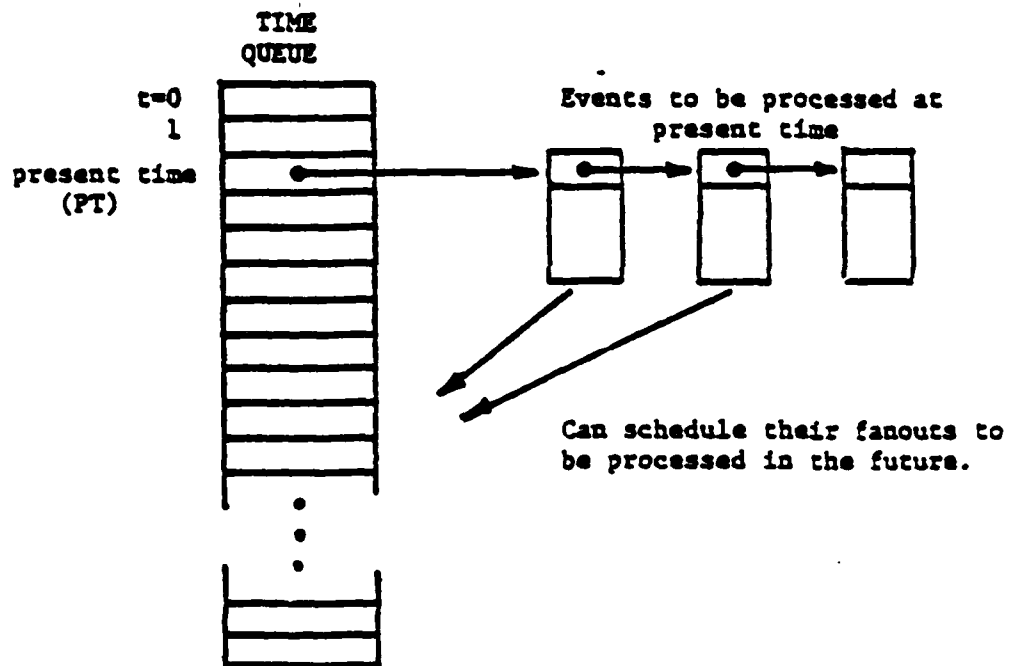 TIME
QUEUE
t=0
1
present time
(PT)
Events to be processed at
present time
Can schedule their fanouts to
be processed in the future.